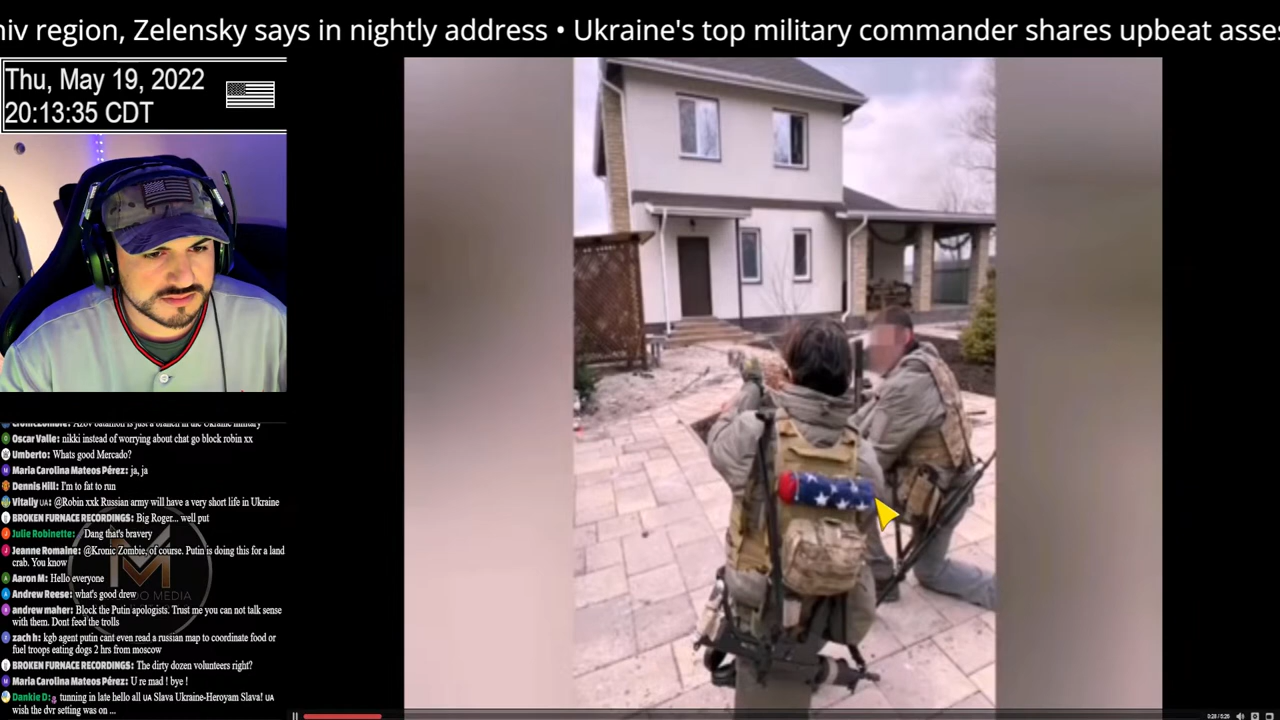 niv region, Zelensky says in nightly address • Ukraine's top military commander shares upbeat asses
Thu, May 19, 2022
20:13:35 CDT
CronicZombie: Azov battalion is just a branch in the Ukraine military
Oscar Valle: nikki instead of worrying about chat go block robin xx
Umberto: Whats good Mercado?
Maria Carolina Mateos Pérez: ja, ja
Dennis Hill: I'm to fat to run
Vitaliy UA: @Robin xxk Russian army will have a very short life in Ukraine
BROKEN FURNACE RECORDINGS: Big Roger... well put
Julie Robinette: Dang that's bravery
Jeanne Romaine: @Kronic Zombie, of course. Putin is doing this for a land
crab. You know
Aaron M: Hello everyone
Andrew Reese: what's good drew
andrew maher: Block the Putin apologists. Trust me you can not talk sense
with them. Dont feed the trolls
zach h: kgb agent putin cant even read a russian map to coordinate food or
fuel troops eating dogs 2 hrs from moscow
BROKEN FURNACE RECORDINGS: The dirty dozen volunteers right?
Maria Carolina Mateos Pérez: U re mad ! bye !
Dankie D: tunning in late hello all UA Slava Ukraine-Heroyam Slava! UA
wish the dvr setting was on ...
0:28 / 5:25